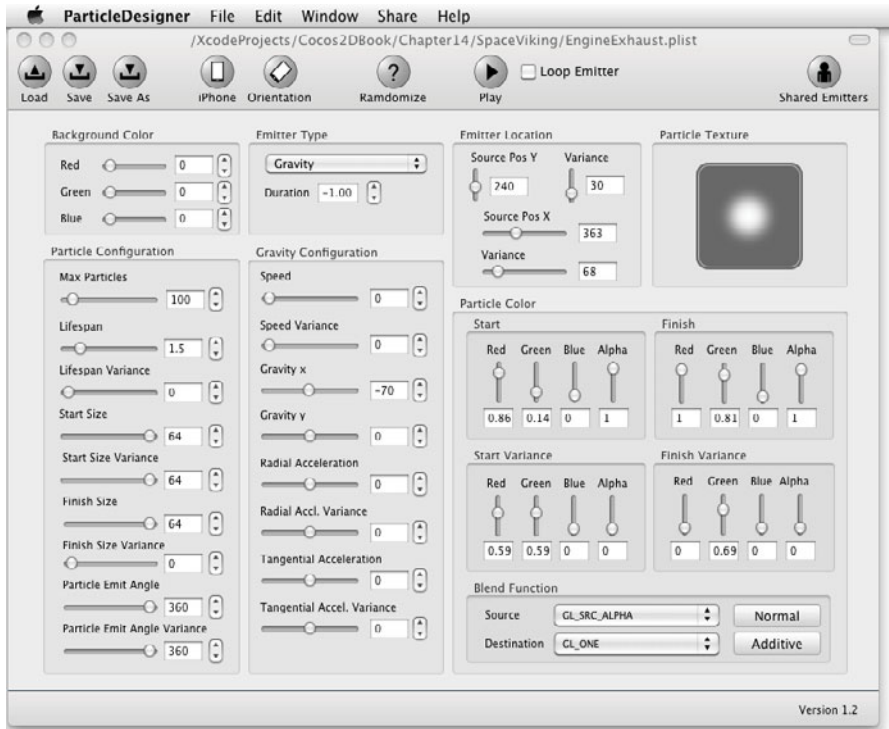 ParticleDesigner File Edit Window Share Help
/XcodeProjects/Cocos2DBook/Chapter14/SpaceViking/EngineExhaust.plist
Load Save Save As iPhone Orientation ? Ramdomize Play Loop Emitter Shared Emitters
Background Color
Red 0
Green 0
Blue 0
Emitter Type
Gravity
Duration -1.00
Emitter Location
Source Pos Y Variance
240 30
Source Pos X
363
Variance
68
Particle Texture
Particle Configuration
Max Particles
100
Lifespan
1.5
Lifespan Variance
0
Start Size
64
Start Size Variance
64
Finish Size
64
Finish Size Variance
0
Particle Emit Angle
360
Particle Emit Angle Variance
360
Gravity Configuration
Speed
0
Speed Variance
0
Gravity x
-70
Gravity y
0
Radial Acceleration
0
Radial Accl. Variance
0
Tangential Acceleration
0
Tangential Accel. Variance
0
Particle Color
Start
Red Green Blue Alpha
0.86 0.14 0 1
Finish
Red Green Blue Alpha
1 0.81 0 1
Start Variance
Red Green Blue Alpha
0.59 0.59 0 0
Finish Variance
Red Green Blue Alpha
0 0.69 0 0
Blend Function
Source GL_SRC_ALPHA Normal
Destination GL_ONE Additive
Version 1.2